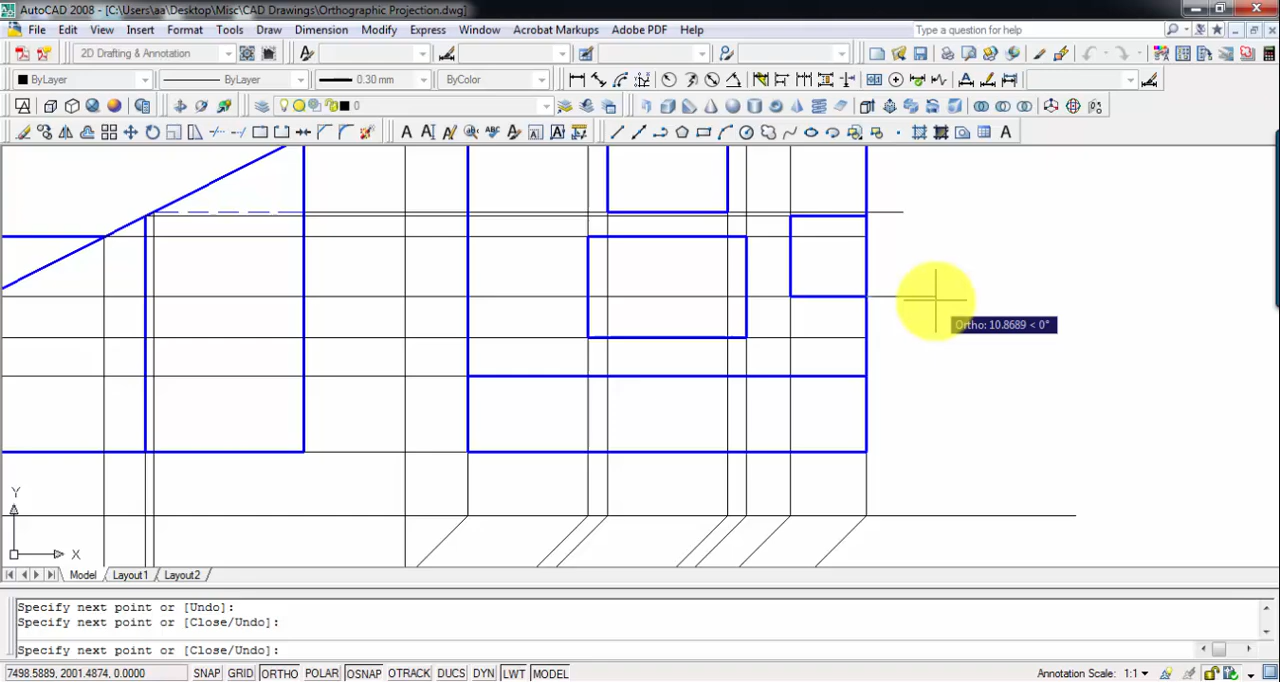 AutoCAD 2008 - [C:\Users\aa\Desktop\Misc\CAD Drawings\Orthographic Projection.dwg]
File Edit View Insert Format Tools Draw Dimension Modify Express Window Acrobat Markups Adobe PDF Help Type a question for help
2D Drafting & Annotation
ByLayer ByLayer 0.30 mm ByColor
0
Ortho: 10.8689 < 0°
Y
X
Model Layout1 Layout2
Specify next point or [Undo]:
Specify next point or [Close/Undo]:
Specify next point or [Close/Undo]:
7498.5889, 2001.4874, 0.0000 SNAP GRID ORTHO POLAR OSNAP OTRACK DUCS DYN LWT MODEL Annotation Scale: 1:1